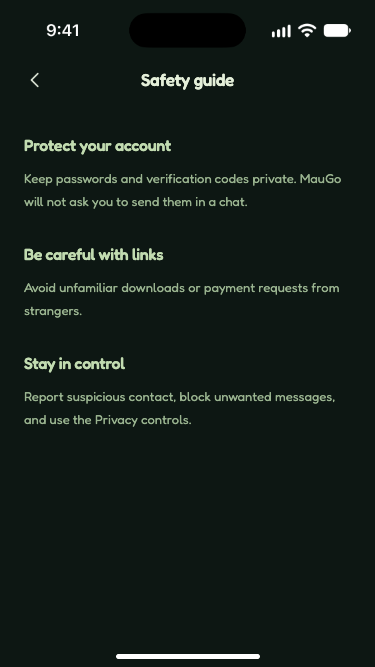 9:41
Safety guide
Protect your account
Keep passwords and verification codes private. MauGo
will not ask you to send them in a chat.
Be careful with links
Avoid unfamiliar downloads or payment requests from
strangers.
Stay in control
Report suspicious contact, block unwanted messages,
and use the Privacy controls.